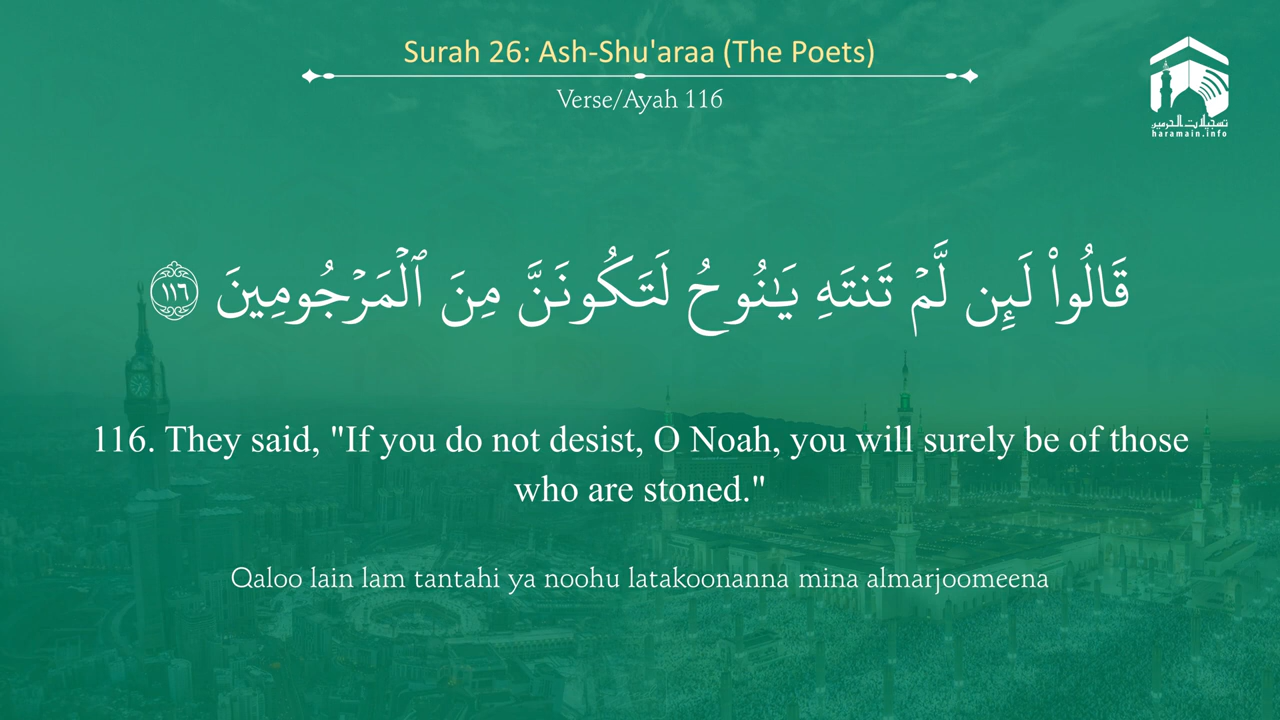 Surah 26: Ash-Shu'araa (The Poets)
Verse/Ayah 116
تسجيلات الحرمين
haramain.info
قَالُوا۟ لَئِن لَّمْ تَنتَهِ يَـٰنُوحُ لَتَكُونَنَّ مِنَ ٱلْمَرْجُومِينَ ١١٦
116. They said, "If you do not desist, O Noah, you will surely be of those
who are stoned."
Qaloo lain lam tantahi ya noohu latakoonanna mina almarjoomeena